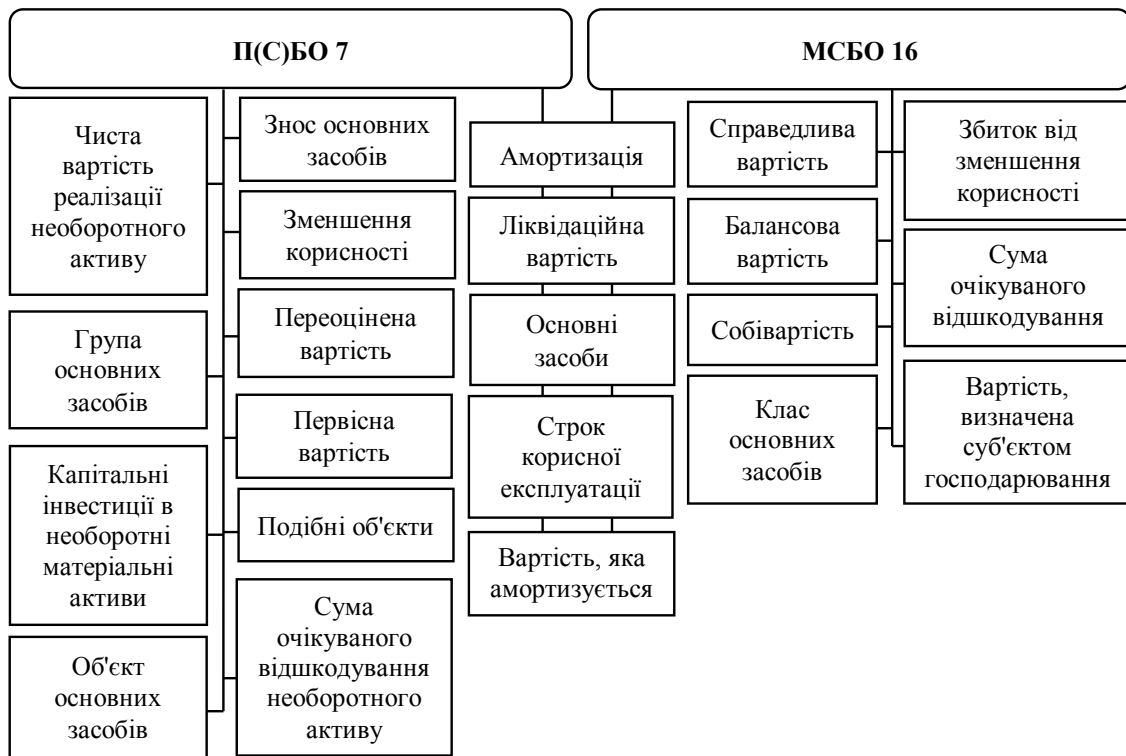 П(С)БО 7
МСБО 16
Чиста
вартість
реалізації
необоротного
активу
Група
основних
засобів
Капітальні
інвестиції в
необоротні
матеріальні
активи
Об'єкт
основних
засобів
Знос основних
засобів
Зменшення
корисності
Переоцінена
вартість
Первісна
вартість
Подібні об'єкти
Сума
очікуваного
відшкодування
необоротного
активу
Амортизація
Ліквідаційна
вартість
Основні
засоби
Строк
корисної
експлуатації
Вартість, яка
амортизується
Справедлива
вартість
Балансова
вартість
Собівартість
Клас
основних
засобів
Збиток від
зменшення
корисності
Сума
очікуваного
відшкодування
Вартість,
визначена
суб'єктом
господарювання